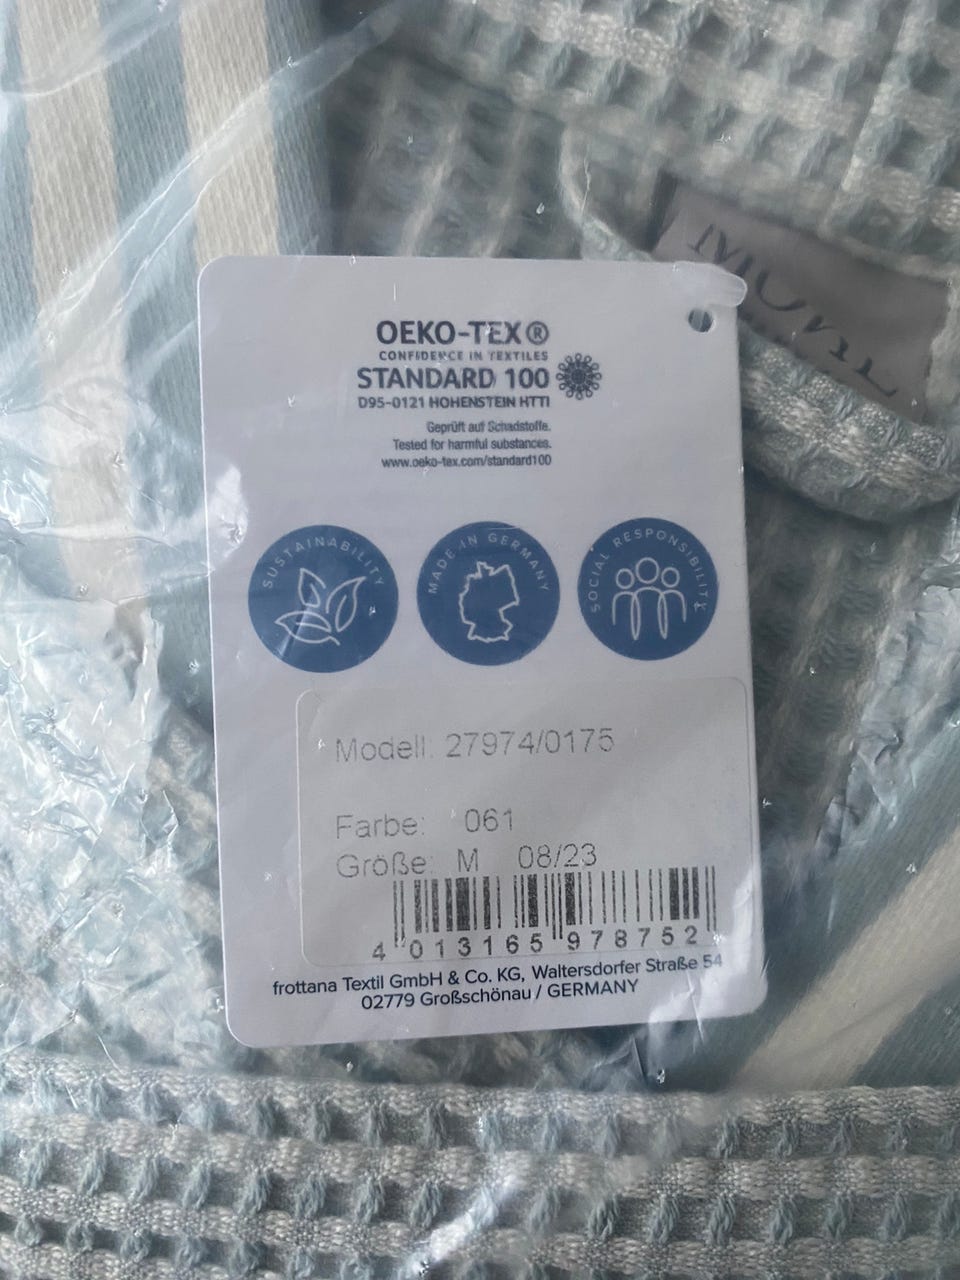 OEKO-TEX®
CONFIDENCE IN TEXTILES
STANDARD 100
D95-0121 HOHENSTEIN HTTI
Geprüft auf Schadstoffe.
Tested for harmful substances.
www.oeko-tex.com/standard100
SUSTAINABILITY
MADE IN GERMANY
SOCIAL RESPONSIBILITY
Modell: 27974/0175
Farbe: 061
Größe: M 08/23
4 013165 978752
frottana Textil GmbH & Co. KG, Waltersdorfer Straße 54
02779 Großschönau / GERMANY